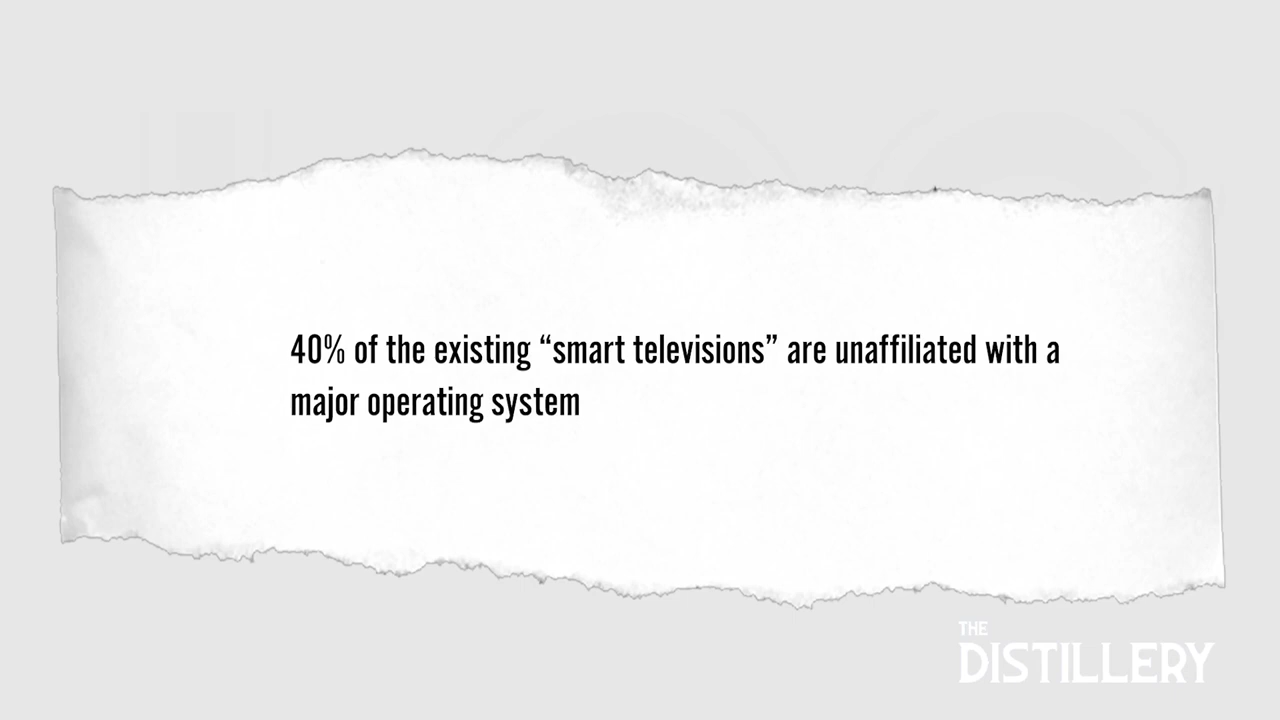 40% of the existing “smart televisions” are unaffiliated with a
major operating system
THE
DISTILLERY